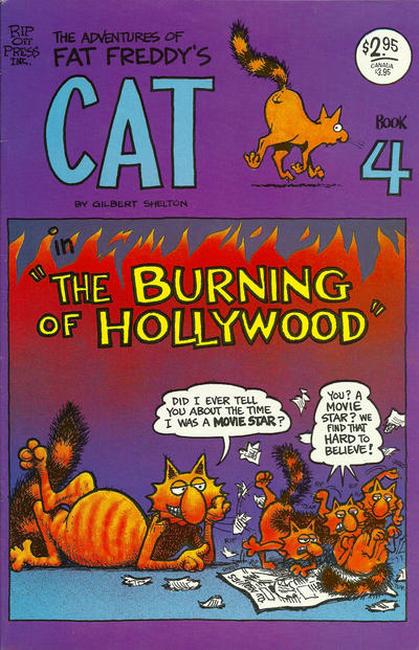 RIP
OFF
PRESS
INC.
THE ADVENTURES OF
FAT FREDDY'S
CAT
BY GILBERT SHELTON
$2.95
CANADA
$3.95
BOOK
4
in
"THE BURNING
OF HOLLYWOOD"
DID I EVER TELL
YOU ABOUT THE TIME
I WAS A MOVIE STAR?
YOU? A
MOVIE
STAR? WE
FIND THAT
HARD TO
BELIEVE!
RIP
RIP